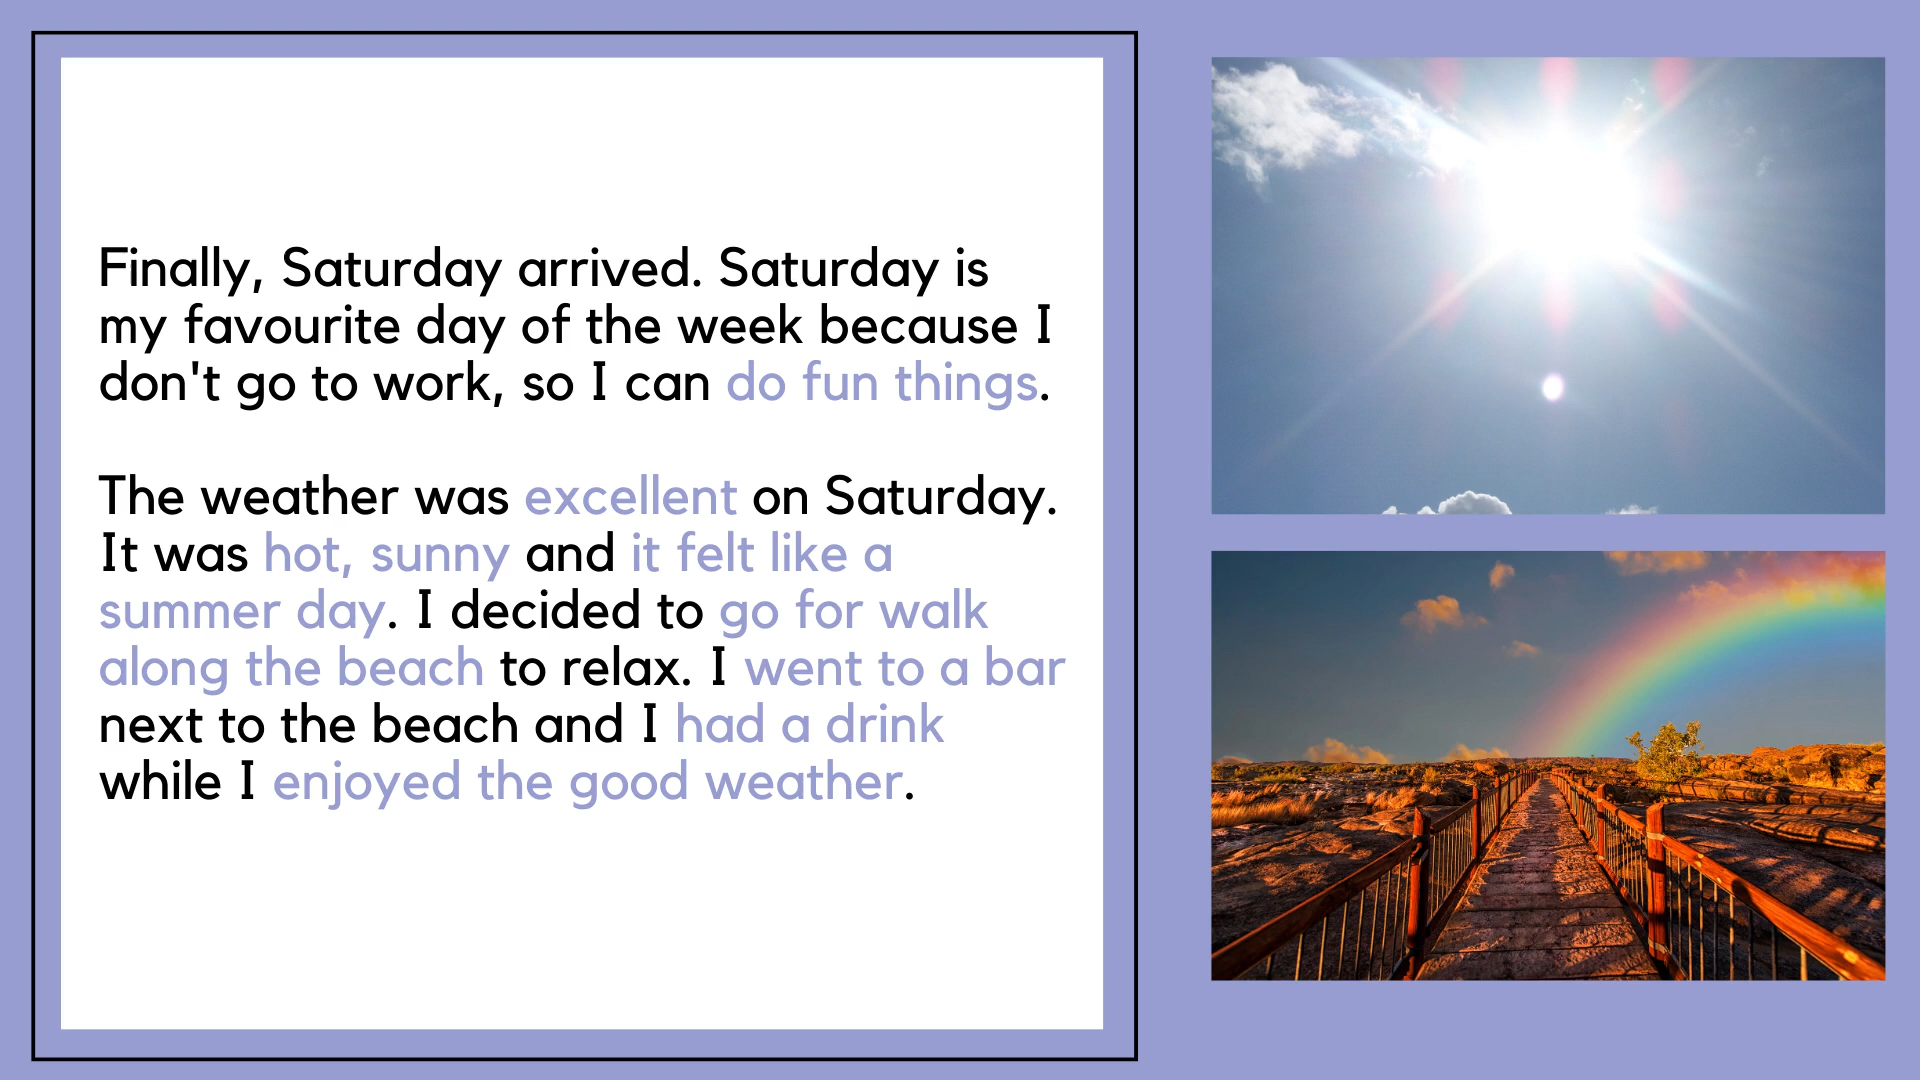 Finally, Saturday arrived. Saturday is
my favourite day of the week because I
don't go to work, so I can do fun things.
The weather was excellent on Saturday.
It was hot, sunny and it felt like a
summer day. I decided to go for walk
along the beach to relax. I went to a bar
next to the beach and I had a drink
while I enjoyed the good weather.